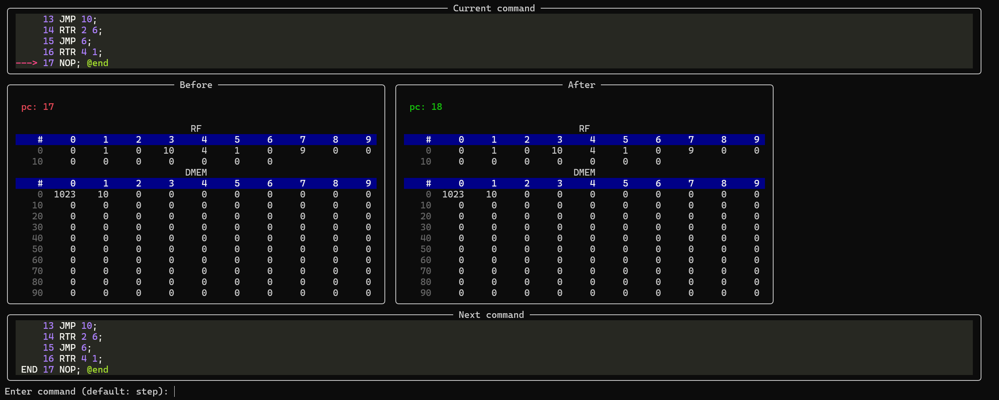 Current command
13 JMP 10;
14 RTR 2 6;
15 JMP 6;
16 RTR 4 1;
---> 17 NOP; @end
Before
pc: 17
RF
# 0 1 2 3 4 5 6 7 8 9
0 0 1 0 10 4 1 0 9 0 0
10 0 0 0 0 0 0 0
DMEM
# 0 1 2 3 4 5 6 7 8 9
0 1023 10 0 0 0 0 0 0 0 0
10 0 0 0 0 0 0 0 0 0 0
20 0 0 0 0 0 0 0 0 0 0
30 0 0 0 0 0 0 0 0 0 0
40 0 0 0 0 0 0 0 0 0 0
50 0 0 0 0 0 0 0 0 0 0
60 0 0 0 0 0 0 0 0 0 0
70 0 0 0 0 0 0 0 0 0 0
80 0 0 0 0 0 0 0 0 0 0
90 0 0 0 0 0 0 0 0 0 0
After
pc: 18
RF
# 0 1 2 3 4 5 6 7 8 9
0 0 1 0 10 4 1 0 9 0 0
10 0 0 0 0 0 0 0
DMEM
# 0 1 2 3 4 5 6 7 8 9
0 1023 10 0 0 0 0 0 0 0 0
10 0 0 0 0 0 0 0 0 0 0
20 0 0 0 0 0 0 0 0 0 0
30 0 0 0 0 0 0 0 0 0 0
40 0 0 0 0 0 0 0 0 0 0
50 0 0 0 0 0 0 0 0 0 0
60 0 0 0 0 0 0 0 0 0 0
70 0 0 0 0 0 0 0 0 0 0
80 0 0 0 0 0 0 0 0 0 0
90 0 0 0 0 0 0 0 0 0 0
Next command
13 JMP 10;
14 RTR 2 6;
15 JMP 6;
16 RTR 4 1;
END 17 NOP; @end
Enter command (default: step):